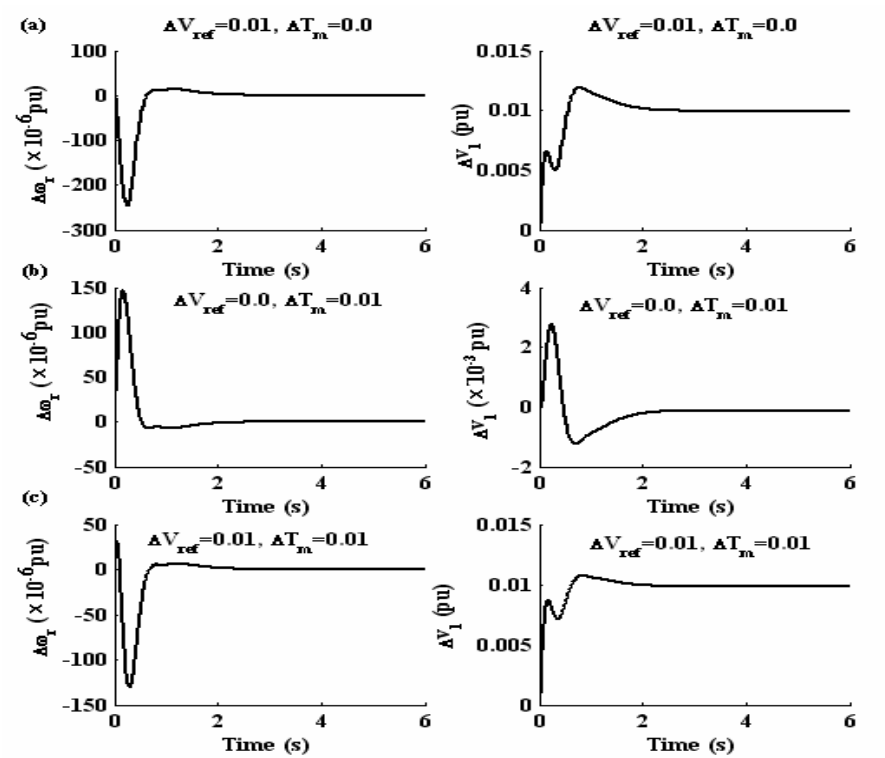 (a)
ΔV_ref=0.01, ΔT_m=0.0
Δω_r (×10^-6 pu)
100
0
-100
-200
-300
0 2 4 6
Time (s)
ΔV_ref=0.01, ΔT_m=0.0
ΔV_1 (pu)
0.015
0.01
0.005
0
0 2 4 6
Time (s)
(b)
ΔV_ref=0.0, ΔT_m=0.01
Δω_r (×10^-6 pu)
150
100
50
0
-50
0 2 4 6
Time (s)
ΔV_ref=0.0, ΔT_m=0.01
ΔV_1 (×10^-3 pu)
4
2
0
-2
0 2 4 6
Time (s)
(c)
ΔV_ref=0.01, ΔT_m=0.01
Δω_r (×10^-6 pu)
50
0
-50
-100
-150
0 2 4 6
Time (s)
ΔV_ref=0.01, ΔT_m=0.01
ΔV_1 (pu)
0.015
0.01
0.005
0
0 2 4 6
Time (s)